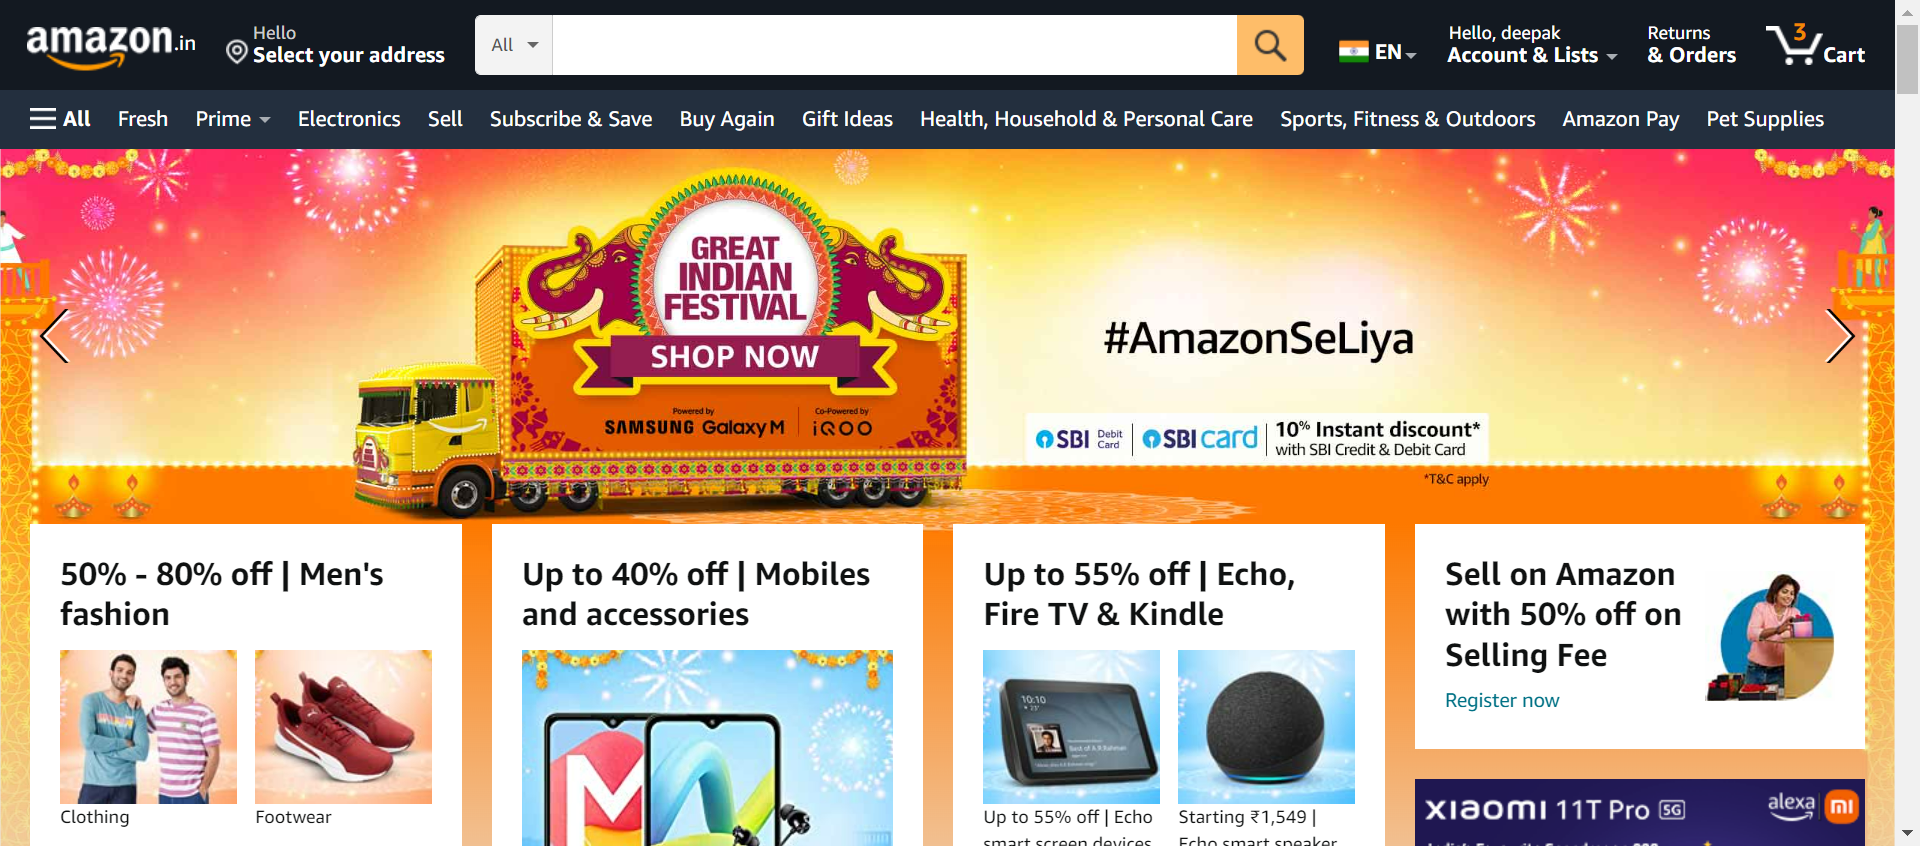 amazon.in
Hello
Select your address
All
EN
Hello, deepak
Account & Lists
Returns
& Orders
3
Cart
All
Fresh
Prime
Electronics
Sell
Subscribe & Save
Buy Again
Gift Ideas
Health, Household & Personal Care
Sports, Fitness & Outdoors
Amazon Pay
Pet Supplies
GREAT
INDIAN
FESTIVAL
SHOP NOW
Powered by
SAMSUNG Galaxy M
Co-Powered by
iQOO
#AmazonSeLiya
SBI Debit
Card
SBI card
10% Instant discount*
with SBI Credit & Debit Card
*T&C apply
50% - 80% off | Men's
fashion
Clothing
Footwear
Up to 40% off | Mobiles
and accessories
Up to 55% off | Echo,
Fire TV & Kindle
10:10
Best of A.R.Rahman
Up to 55% off | Echo
smart screen devices
Starting ₹1,549 |
Echo smart speaker
Sell on Amazon
with 50% off on
Selling Fee
Register now
xiaomi 11T Pro 5G
alexa
mi